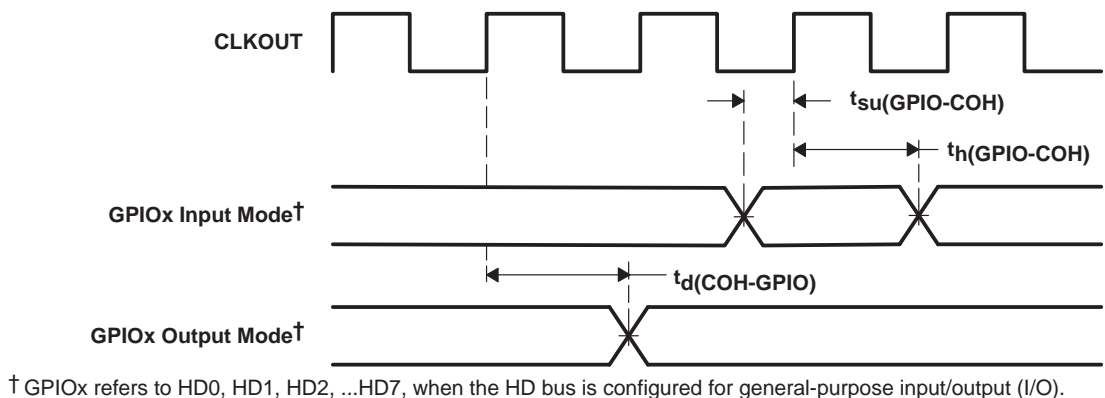 CLKOUT
tsu(GPIO-COH)
th(GPIO-COH)
GPIOx Input Mode†
td(COH-GPIO)
GPIOx Output Mode†
† GPIOx refers to HD0, HD1, HD2, ...HD7, when the HD bus is configured for general-purpose input/output (I/O).